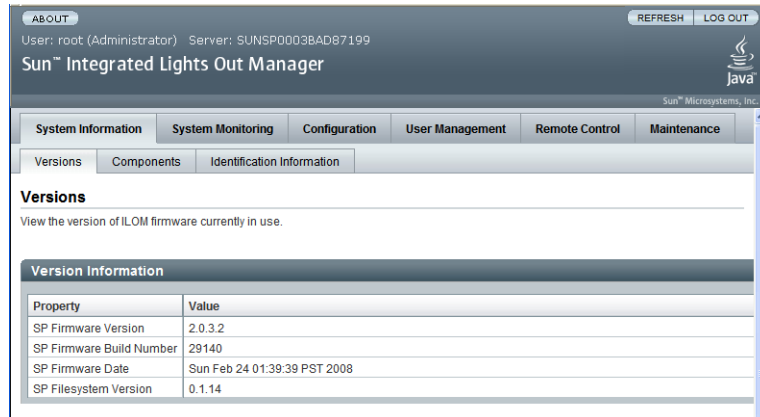 ABOUT REFRESH LOG OUT
User: root (Administrator) Server: SUNSP0003BAD87199
Sun™ Integrated Lights Out Manager
Java™
Sun™ Microsystems, Inc.
System Information System Monitoring Configuration User Management Remote Control Maintenance
Versions Components Identification Information
Versions
View the version of ILOM firmware currently in use.
Version Information
Property Value
SP Firmware Version 2.0.3.2
SP Firmware Build Number 29140
SP Firmware Date Sun Feb 24 01:39:39 PST 2008
SP Filesystem Version 0.1.14